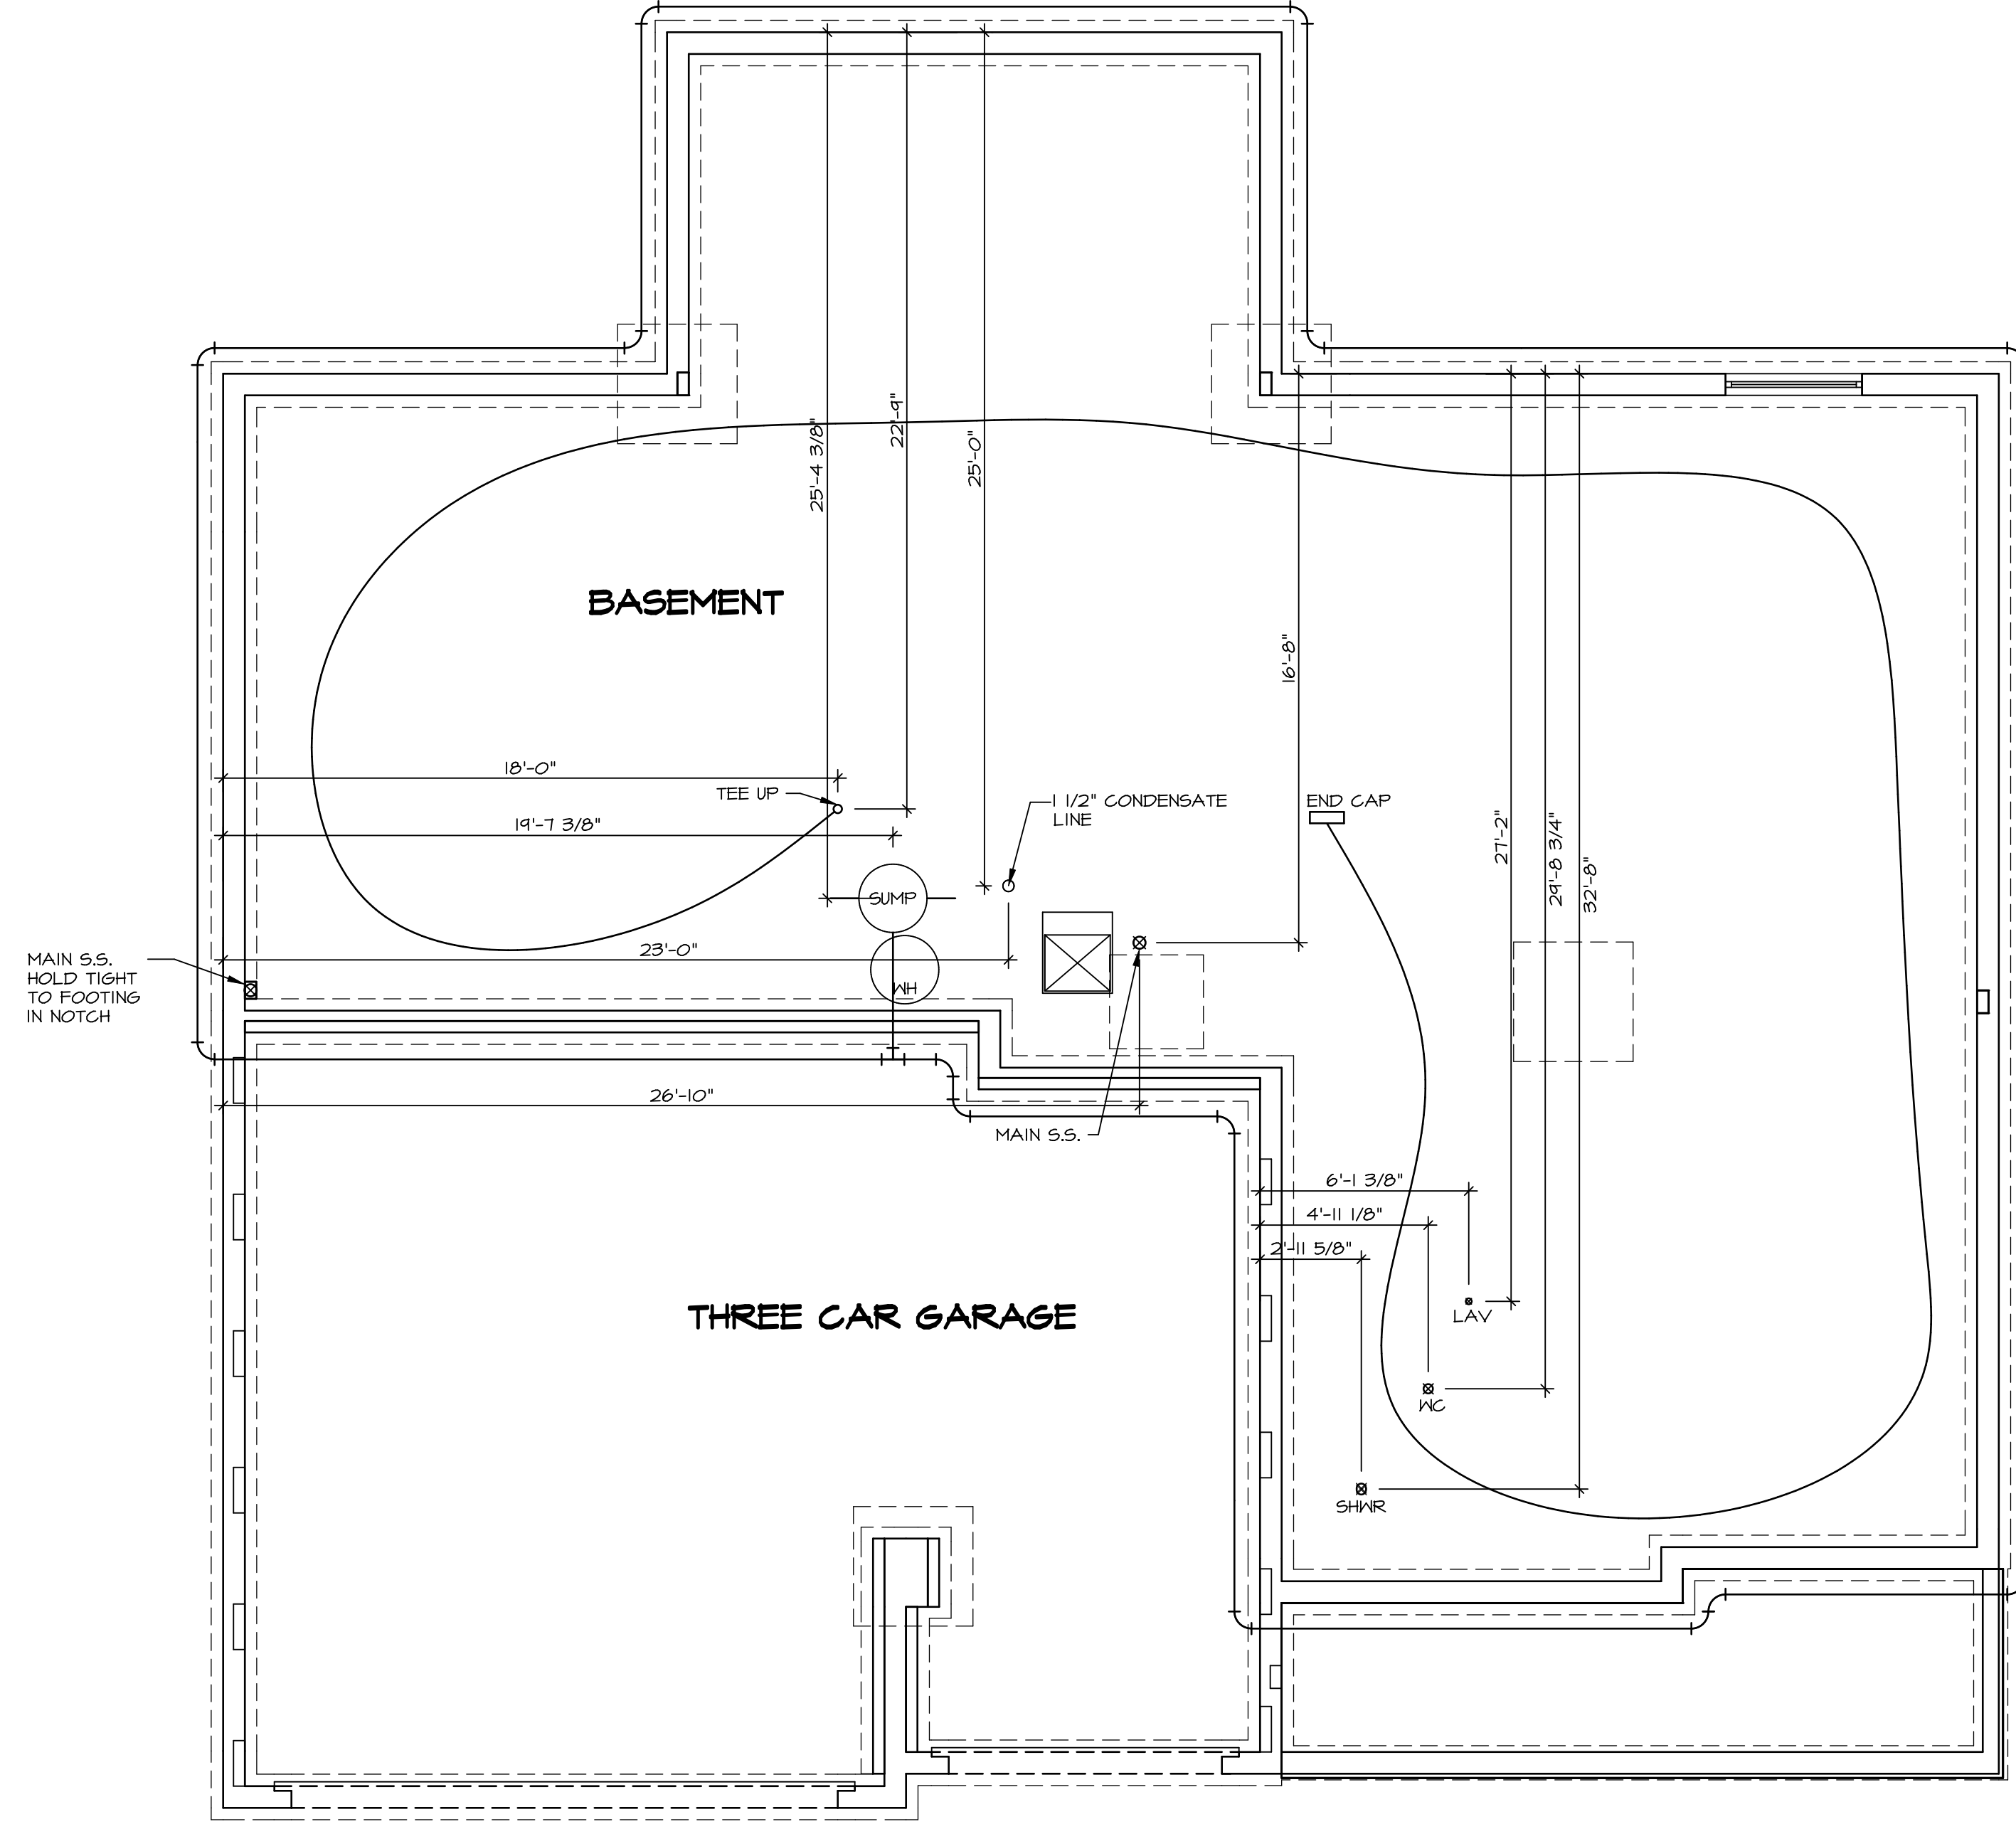 25'-4 3/8"
22'-9"
25'-0"
BASEMENT
16'-8"
18'-0"
TEE UP
1 1/2" CONDENSATE
LINE
END CAP
19'-7 3/8"
27'-2"
29'-8 3/4"
32'-8"
SUMP
23'-0"
WH
MAIN S.S.
HOLD TIGHT
TO FOOTING
IN NOTCH
26'-10"
MAIN S.S.
6'-1 3/8"
4'-11 1/8"
2'-11 5/8"
LAV
THREE CAR GARAGE
WC
SHWR